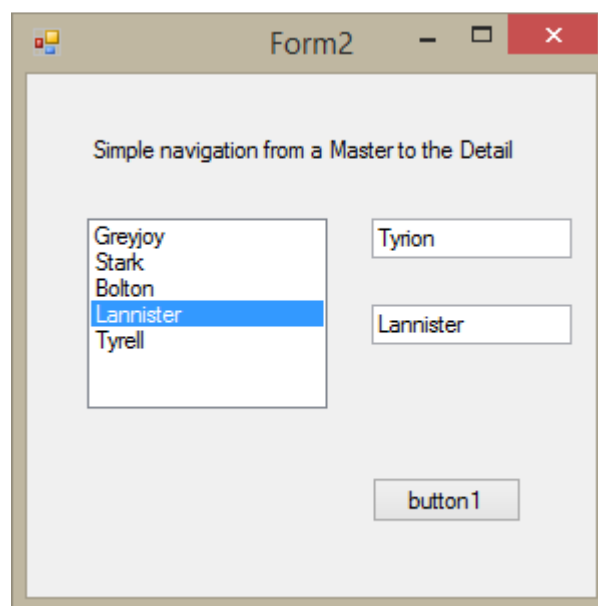 Form2
Simple navigation from a Master to the Detail
Greyjoy
Stark
Bolton
Lannister
Tyrell
Tyrion
Lannister
button1